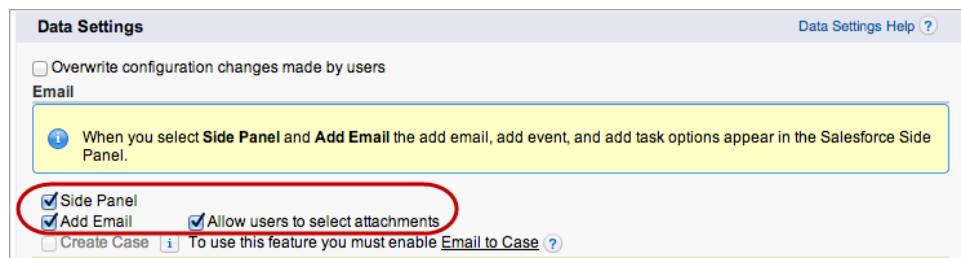 Data Settings Data Settings Help ?
Overwrite configuration changes made by users
Email
i When you select Side Panel and Add Email the add email, add event, and add task options appear in the Salesforce Side
Panel.
Side Panel
Add Email Allow users to select attachments
Create Case i To use this feature you must enable Email to Case ?